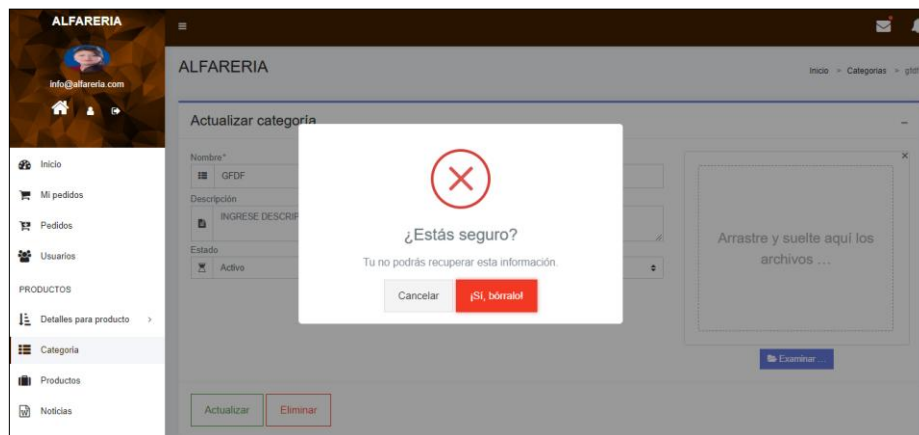 ALFARERIA
info@alfareria.com
Inicio
Mi pedidos
Pedidos
Usuarios
PRODUCTOS
Detalles para producto >
Categoria
Productos
Noticias
ALFARERIA
Inicio > Categorias >
Actualizar categoría
Nombre*
GFDF
Descripción
INGRESE
Estado
Activo
¿Estás seguro?
Tu no podrás recuperar esta información.
Cancelar
¡Sí, bórralo!
Arrastre y suelte aquí los
archivos …
Examinar …
Actualizar
Eliminar